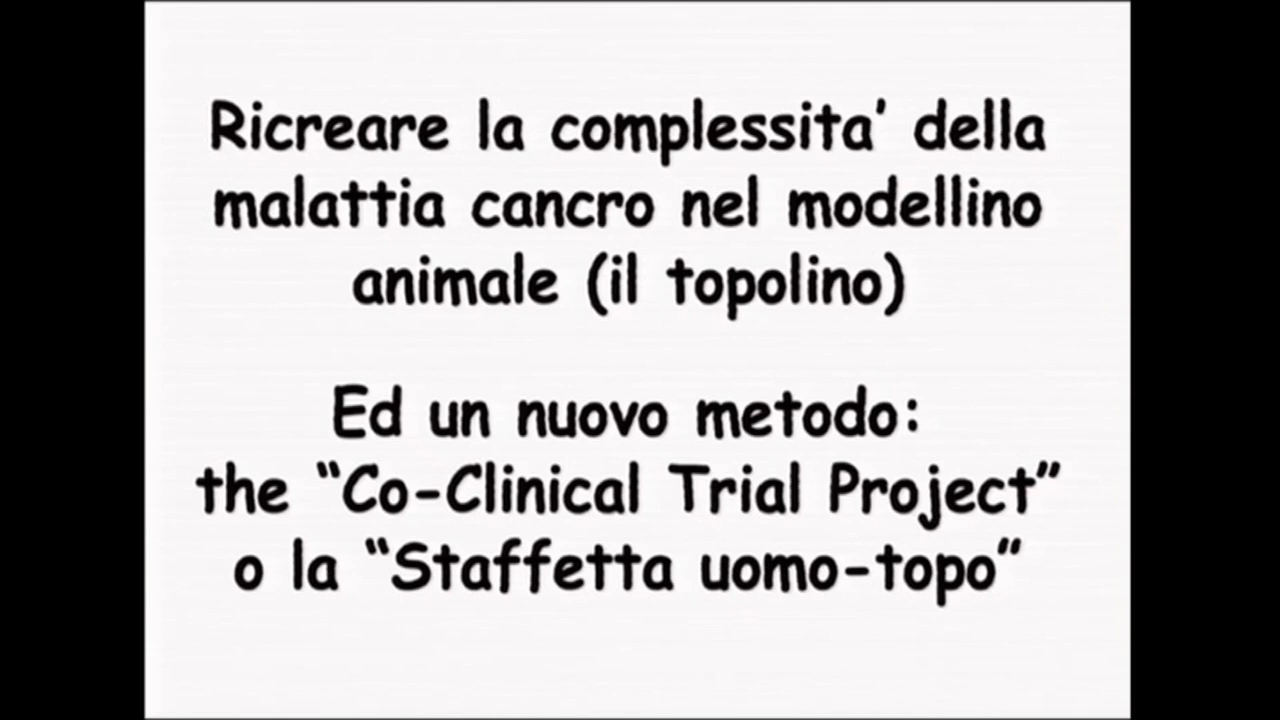 Ricreare la complessita’ della
malattia cancro nel modellino
animale (il topolino)
Ed un nuovo metodo:
the “Co-Clinical Trial Project”
o la “Staffetta uomo-topo”